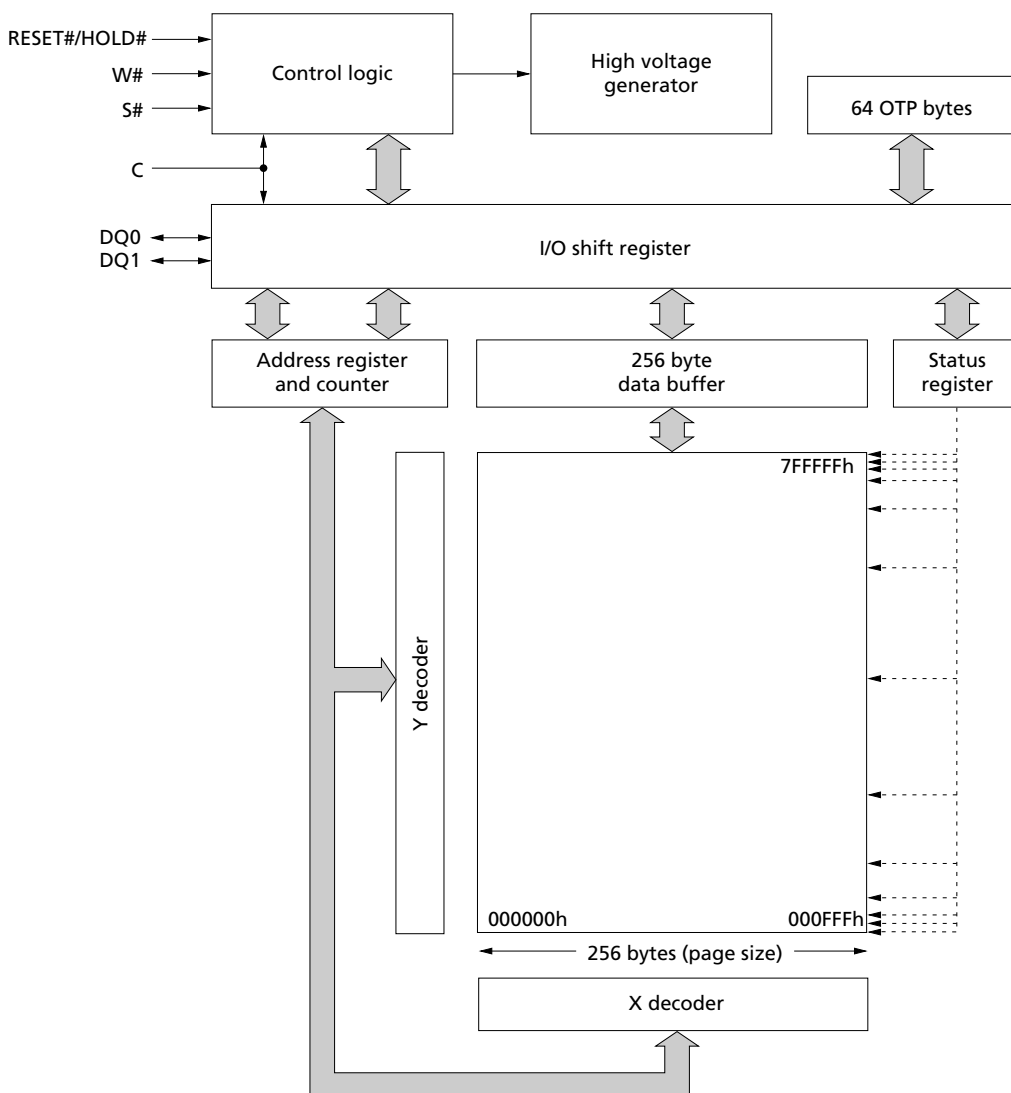 RESET#/HOLD#
W#
S#
C
Control logic
High voltage
generator
64 OTP bytes
DQ0
DQ1
I/O shift register
Address register
and counter
256 byte
data buffer
Status
register
7FFFFFh
Y decoder
000000h
000FFFh
256 bytes (page size)
X decoder